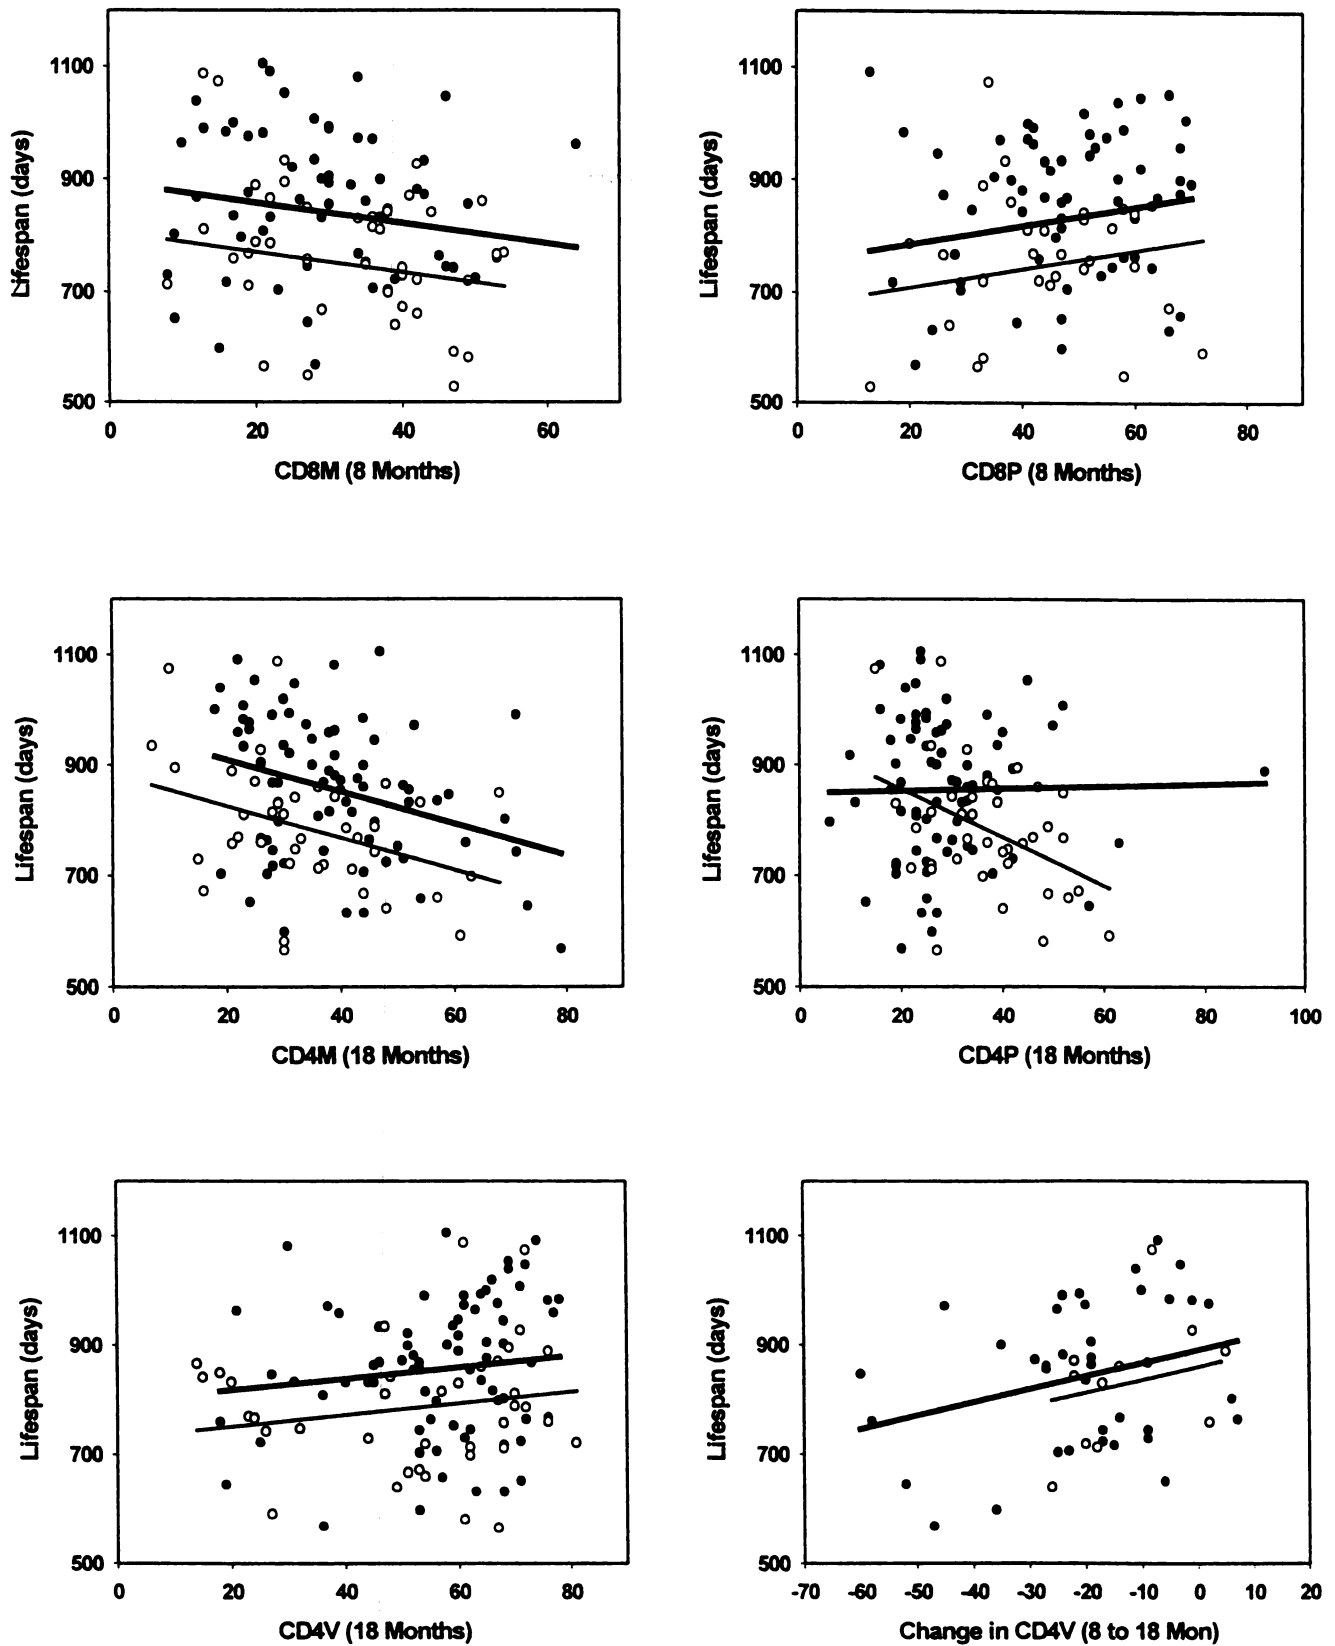 1100
900
700
500
Lifespan (days)
0 20 40 60
CD8M (8 Months)
1100
900
700
500
Lifespan (days)
0 20 40 60 80
CD8P (8 Months)
1100
900
700
500
Lifespan (days)
0 20 40 60 80
CD4M (18 Months)
1100
900
700
500
Lifespan (days)
0 20 40 60 80 100
CD4P (18 Months)
1100
900
700
500
Lifespan (days)
0 20 40 60 80
CD4V (18 Months)
1100
900
700
500
Lifespan (days)
-70 -60 -50 -40 -30 -20 -10 0 10 20
Change in CD4V (8 to 18 Mon)